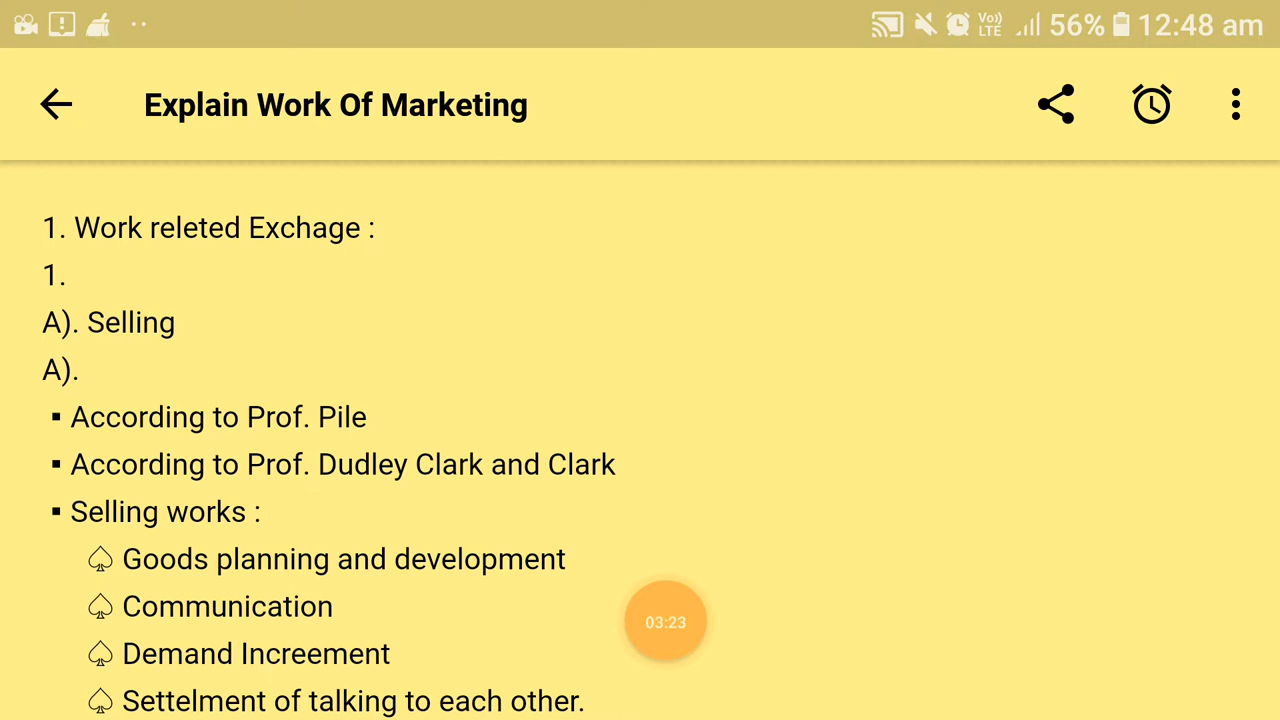 Vo))
LTE
56%
12:48 am
Explain Work Of Marketing
1. Work releted Exchage :
1.
A). Selling
A).
▪ According to Prof. Pile
▪ According to Prof. Dudley Clark and Clark
▪ Selling works :
♤ Goods planning and development
♤ Communication
♤ Demand Increement
♤ Settelment of talking to each other.
03:23